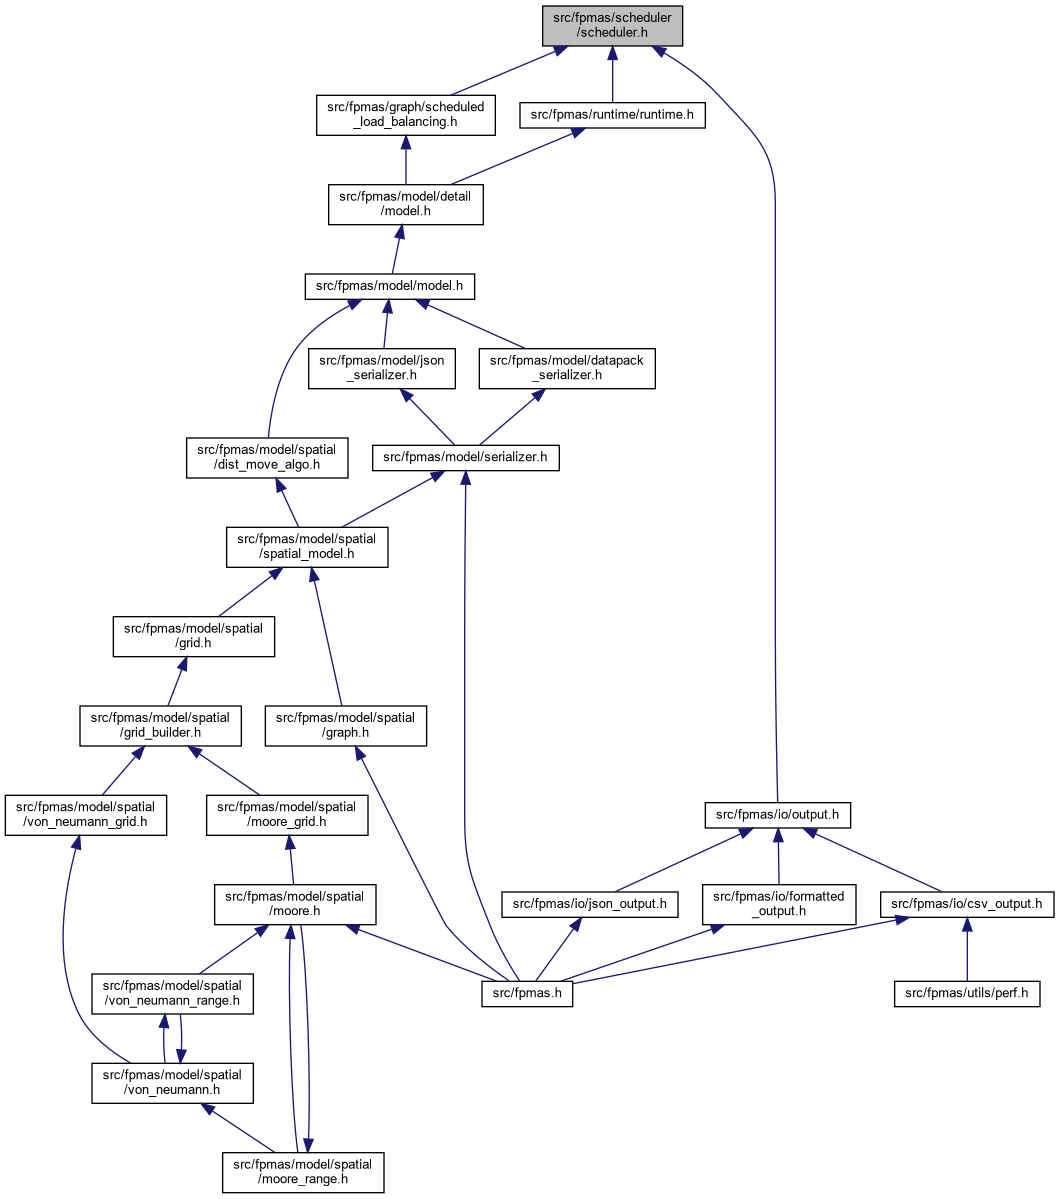 src/fpmas/scheduler
/scheduler.h
src/fpmas/graph/scheduled
_load_balancing.h
src/fpmas/runtime/runtime.h
src/fpmas/model/detail
/model.h
src/fpmas/model/model.h
src/fpmas/model/json
_serializer.h
src/fpmas/model/datapack
_serializer.h
src/fpmas/model/spatial
/dist_move_algo.h
src/fpmas/model/serializer.h
src/fpmas/model/spatial
/spatial_model.h
src/fpmas/model/spatial
/grid.h
src/fpmas/model/spatial
/grid_builder.h
src/fpmas/model/spatial
/graph.h
src/fpmas/model/spatial
/von_neumann_grid.h
src/fpmas/model/spatial
/moore_grid.h
src/fpmas/io/output.h
src/fpmas/model/spatial
/moore.h
src/fpmas/io/json_output.h
src/fpmas/io/formatted
_output.h
src/fpmas/io/csv_output.h
src/fpmas/model/spatial
/von_neumann_range.h
src/fpmas.h
src/fpmas/utils/perf.h
src/fpmas/model/spatial
/von_neumann.h
src/fpmas/model/spatial
/moore_range.h